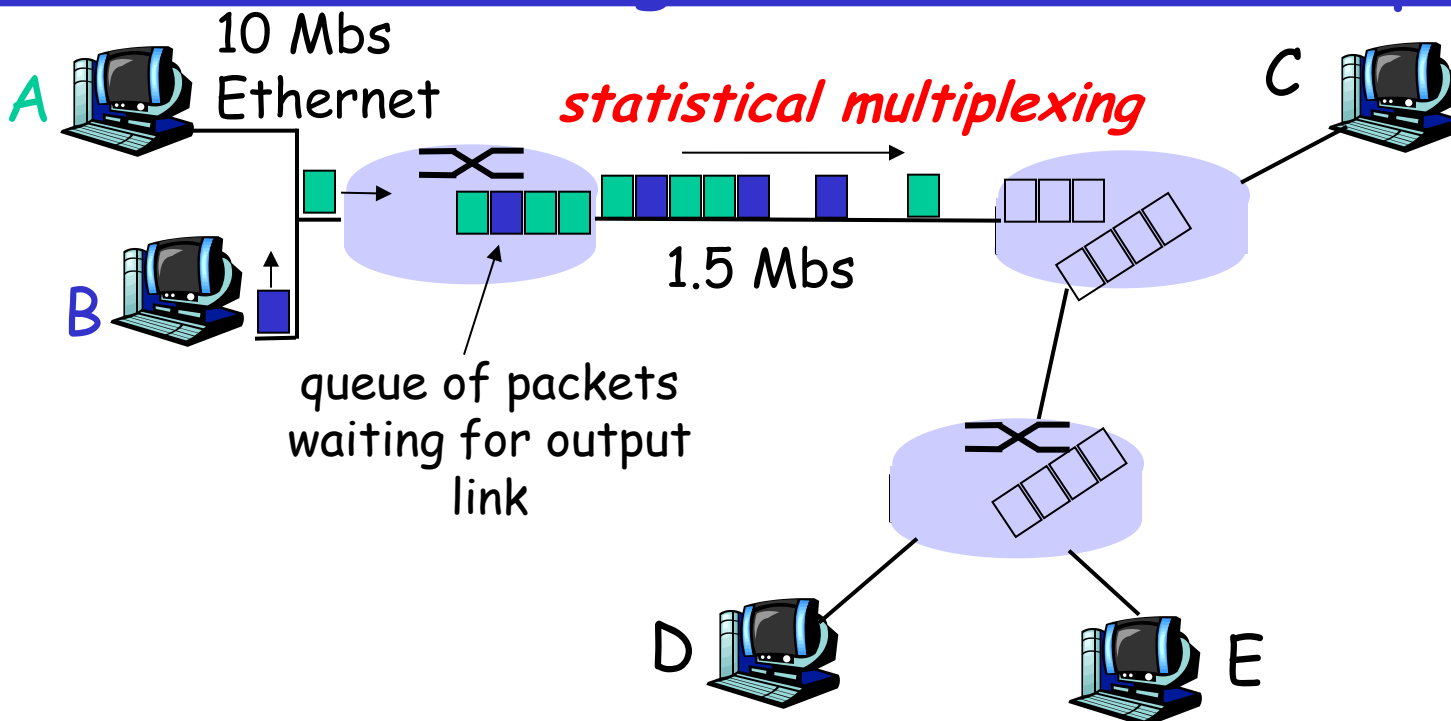 10 Mbs
Ethernet
A
statistical multiplexing
C
B
1.5 Mbs
queue of packets
waiting for output
link
D
E